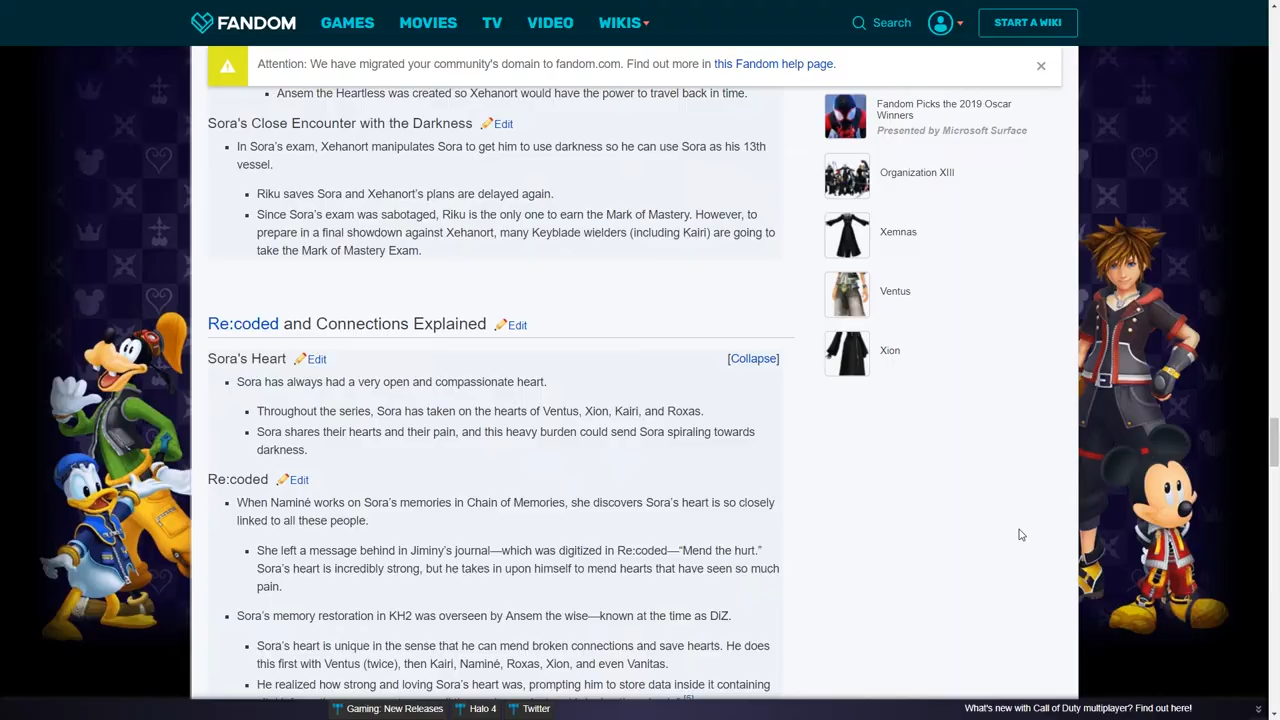 FANDOM GAMES MOVIES TV VIDEO WIKIS Search START A WIKI
Attention: We have migrated your community's domain to fandom.com. Find out more in this Fandom help page.
Ansem the Heartless was created so Xehanort would have the power to travel back in time.
Sora's Close Encounter with the Darkness Edit
In Sora's exam, Xehanort manipulates Sora to get him to use darkness so he can use Sora as his 13th
vessel.
Riku saves Sora and Xehanort's plans are delayed again.
Since Sora's exam was sabotaged, Riku is the only one to earn the Mark of Mastery. However, to
prepare in a final showdown against Xehanort, many Keyblade wielders (including Kairi) are going to
take the Mark of Mastery Exam.
Re:coded and Connections Explained Edit
Sora's Heart Edit [Collapse]
Sora has always had a very open and compassionate heart.
Throughout the series, Sora has taken on the hearts of Ventus, Xion, Kairi, and Roxas.
Sora shares their hearts and their pain, and this heavy burden could send Sora spiraling towards
darkness.
Re:coded Edit
When Naminé works on Sora's memories in Chain of Memories, she discovers Sora's heart is so closely
linked to all these people.
She left a message behind in Jiminy's journal—which was digitized in Re:coded—“Mend the hurt.”
Sora's heart is incredibly strong, but he takes in upon himself to mend hearts that have seen so much
pain.
Sora's memory restoration in KH2 was overseen by Ansem the wise—known at the time as DiZ.
Sora's heart is unique in the sense that he can mend broken connections and save hearts. He does
this first with Ventus (twice), then Kairi, Naminé, Roxas, Xion, and even Vanitas.
He realized how strong and loving Sora's heart was, prompting him to store data inside it containing
Fandom Picks the 2019 Oscar
Winners
Presented by Microsoft Surface
Organization XIII
Xemnas
Ventus
Xion
Gaming: New Releases Halo 4 Twitter What's new with Call of Duty multiplayer? Find out here!